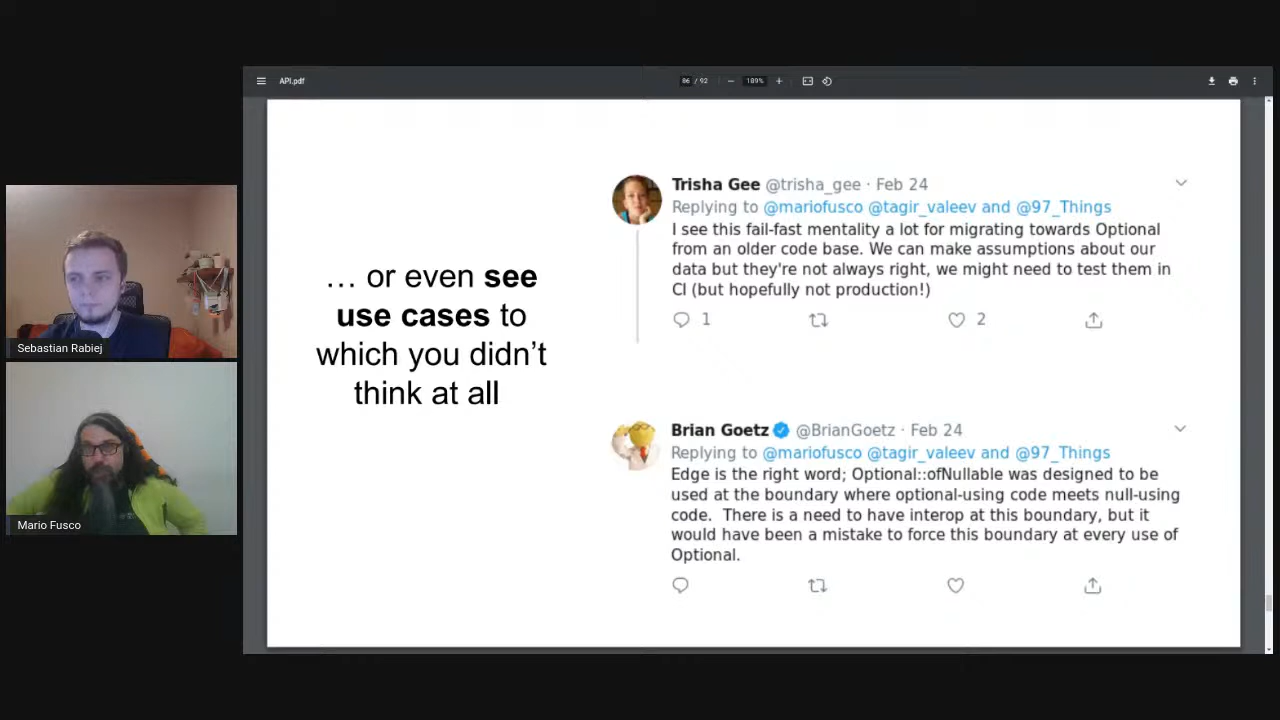 API.pdf
86 / 92
189%
… or even see
use cases to
which you didn’t
think at all
Trisha Gee @trisha_gee · Feb 24
Replying to @mariofusco @tagir_valeev and @97_Things
I see this fail-fast mentality a lot for migrating towards Optional
from an older code base. We can make assumptions about our
data but they're not always right, we might need to test them in
CI (but hopefully not production!)
1
2
Brian Goetz @BrianGoetz · Feb 24
Replying to @mariofusco @tagir_valeev and @97_Things
Edge is the right word; Optional::ofNullable was designed to be
used at the boundary where optional-using code meets null-using
code. There is a need to have interop at this boundary, but it
would have been a mistake to force this boundary at every use of
Optional.
Sebastian Rabiej
Mario Fusco